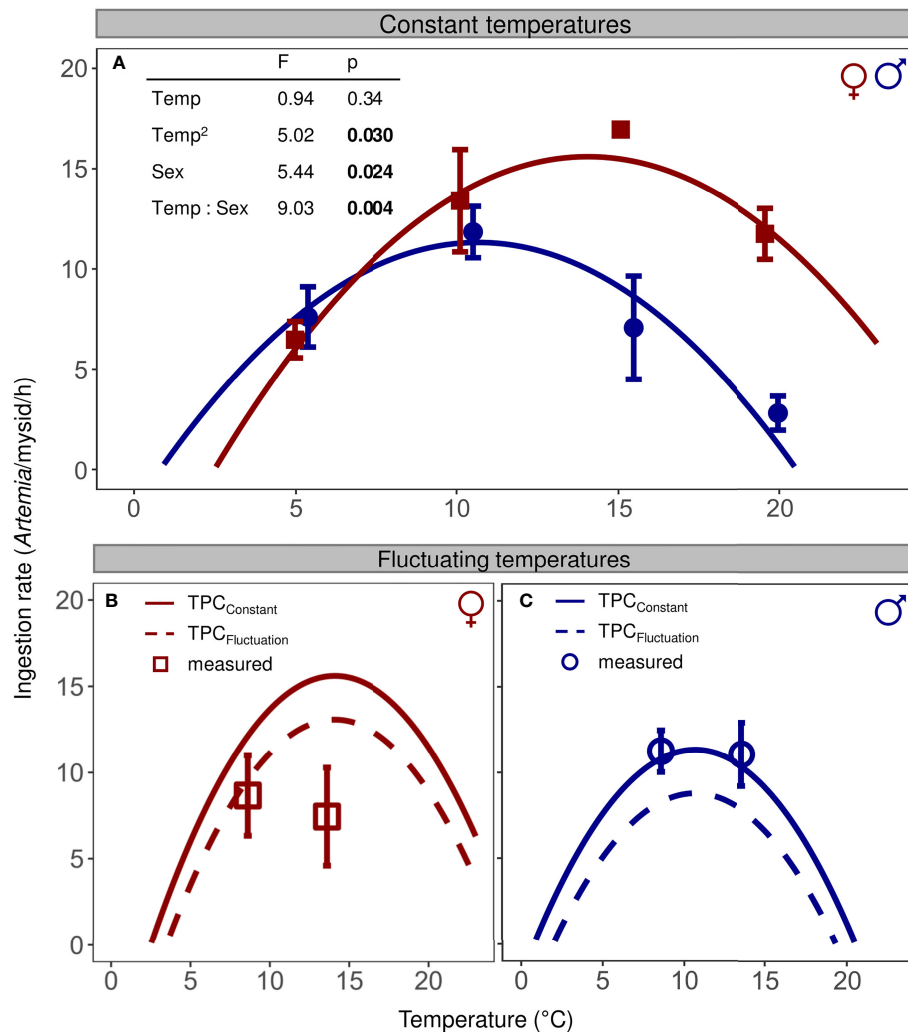 Constant temperatures
A
F p
Temp 0.94 0.34
Temp² 5.02 0.030
Sex 5.44 0.024
Temp : Sex 9.03 0.004
20
15
10
5
0
0 5 10 15 20
Ingestion rate (Artemia/mysid/h)
Fluctuating temperatures
B
TPC_Constant
TPC_Fluctuation
measured
20
15
10
5
0
0 5 10 15 20
C
TPC_Constant
TPC_Fluctuation
measured
0 5 10 15 20
Temperature (°C)